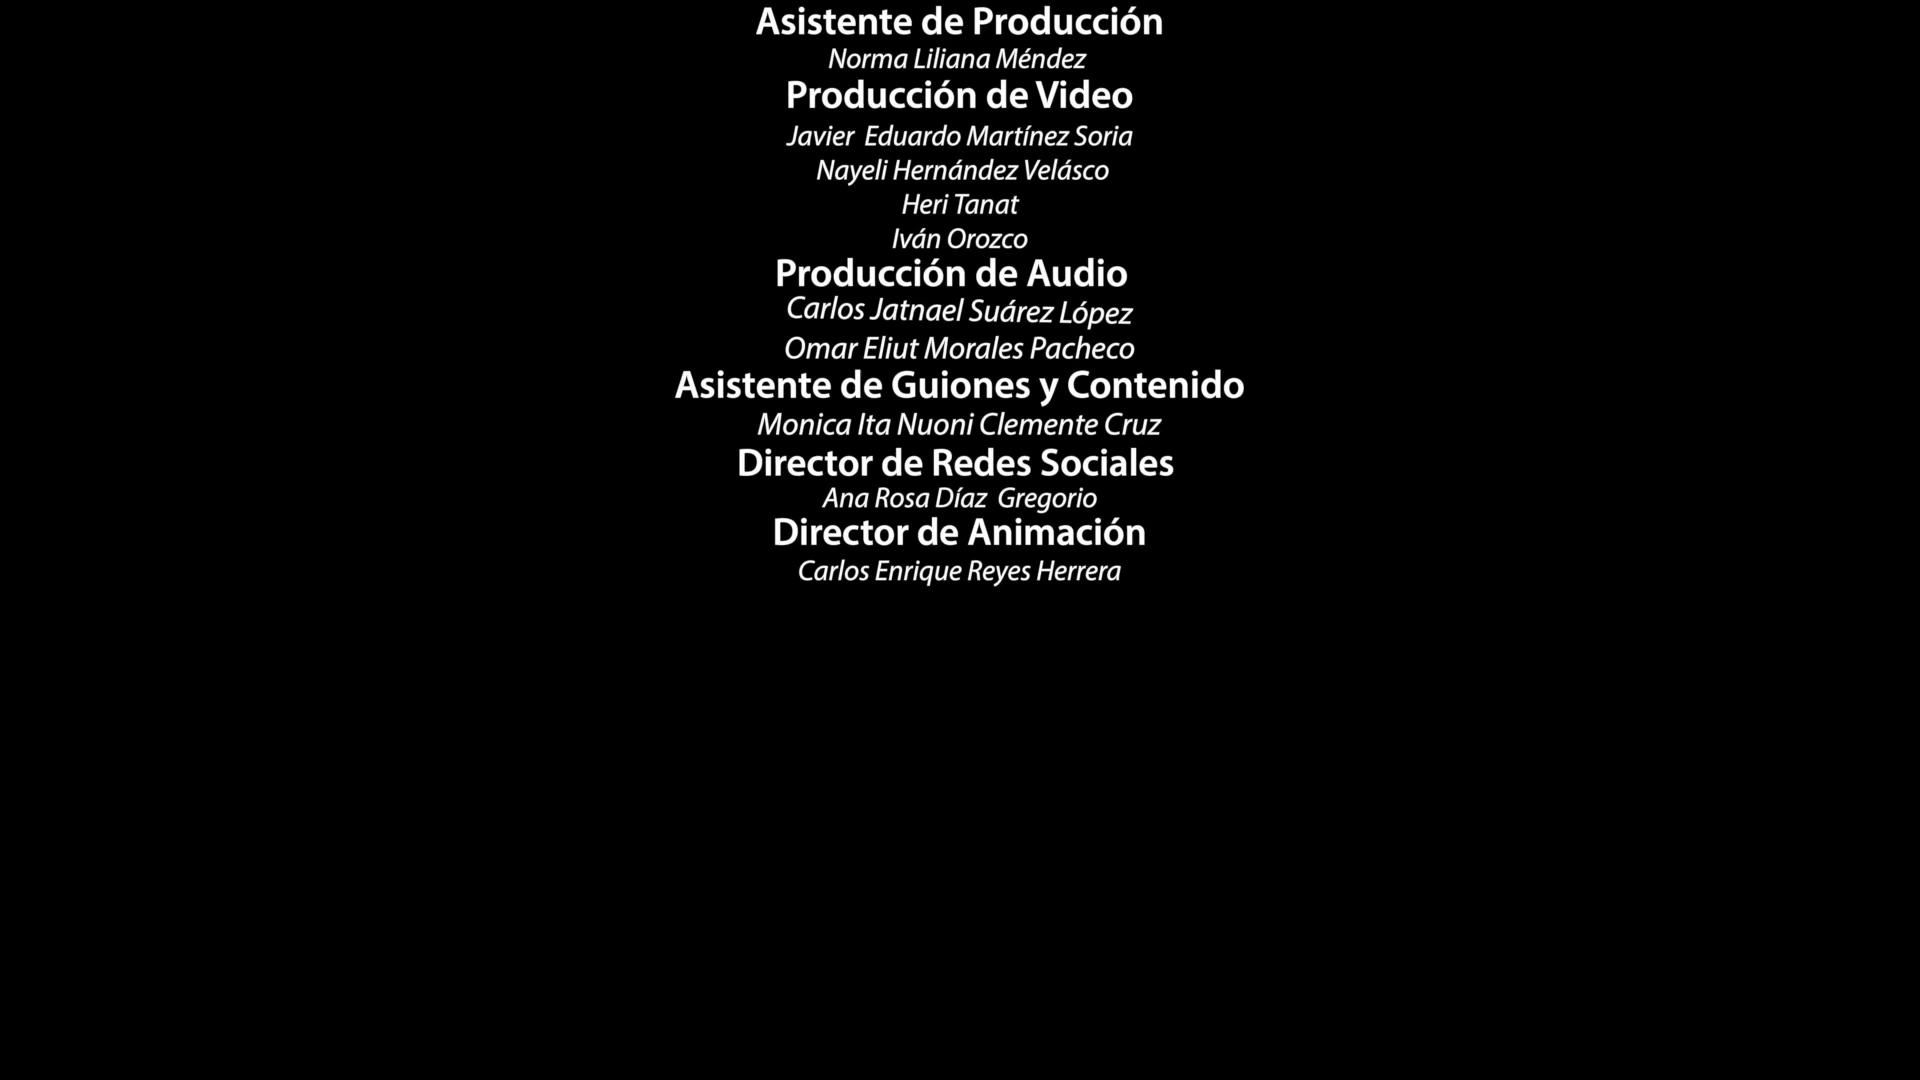 Asistente de Producción
Norma Liliana Méndez
Producción de Video
Javier Eduardo Martínez Soria
Nayeli Hernández Velásco
Heri Tanat
Iván Orozco
Producción de Audio
Carlos Jatnael Suárez López
Omar Eliut Morales Pacheco
Asistente de Guiones y Contenido
Monica Ita Nuoni Clemente Cruz
Director de Redes Sociales
Ana Rosa Díaz Gregorio
Director de Animación
Carlos Enrique Reyes Herrera